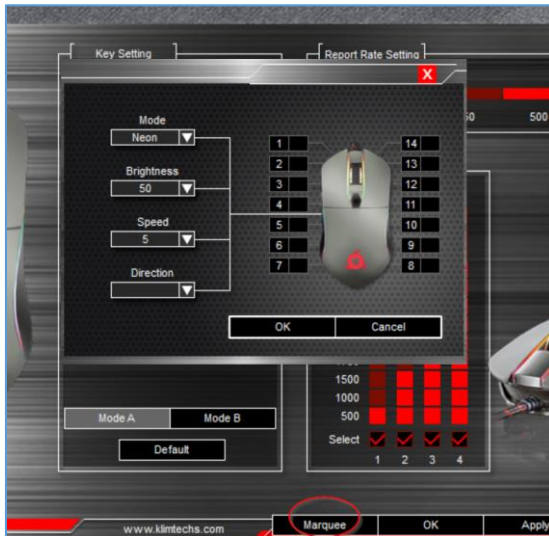 Key Setting
Report Rate Setting
X
50
500
Mode
Neon
Brightness
50
Speed
5
Direction
1
2
3
4
5
6
7
14
13
12
11
10
9
8
OK
Cancel
1500
1000
500
Mode A
Mode B
Default
Select
1
2
3
4
www.klimtechs.com
Marquee
OK
Apply